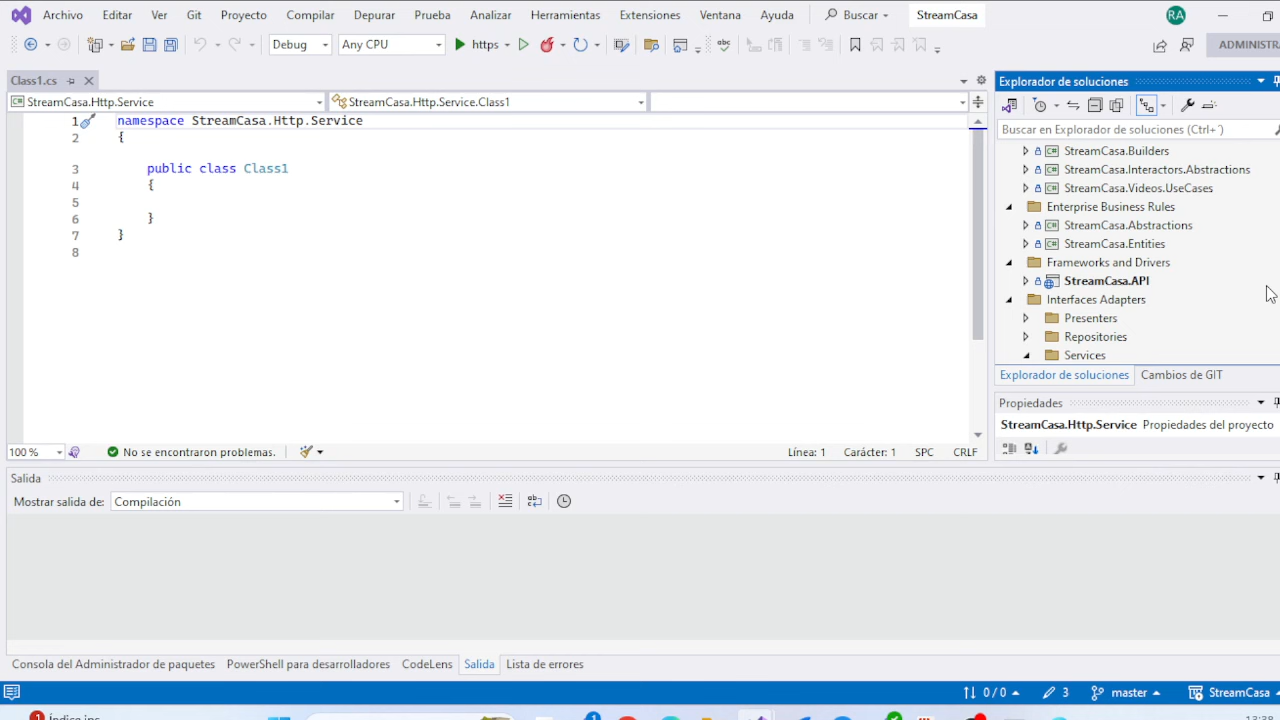 Archivo Editar Ver Git Proyecto Compilar Depurar Prueba Analizar Herramientas Extensiones Ventana Ayuda Buscar StreamCasa RA
Debug Any CPU https ADMINISTR
Class1.cs
StreamCasa.Http.Service StreamCasa.Http.Service.Class1
1 namespace StreamCasa.Http.Service
2 {
3 public class Class1
4 {
5
6 }
7 }
8
100 % No se encontraron problemas. Línea: 1 Carácter: 1 SPC CRLF
Explorador de soluciones
Buscar en Explorador de soluciones (Ctrl+´)
StreamCasa.Builders
StreamCasa.Interactors.Abstractions
StreamCasa.Videos.UseCases
Enterprise Business Rules
StreamCasa.Abstractions
StreamCasa.Entities
Frameworks and Drivers
StreamCasa.API
Interfaces Adapters
Presenters
Repositories
Services
Explorador de soluciones Cambios de GIT
Propiedades
StreamCasa.Http.Service Propiedades del proyecto
Salida
Mostrar salida de: Compilación
Consola del Administrador de paquetes PowerShell para desarrolladores CodeLens Salida Lista de errores
0 / 0 3 master StreamCasa
1 Índice ins 1 13:38